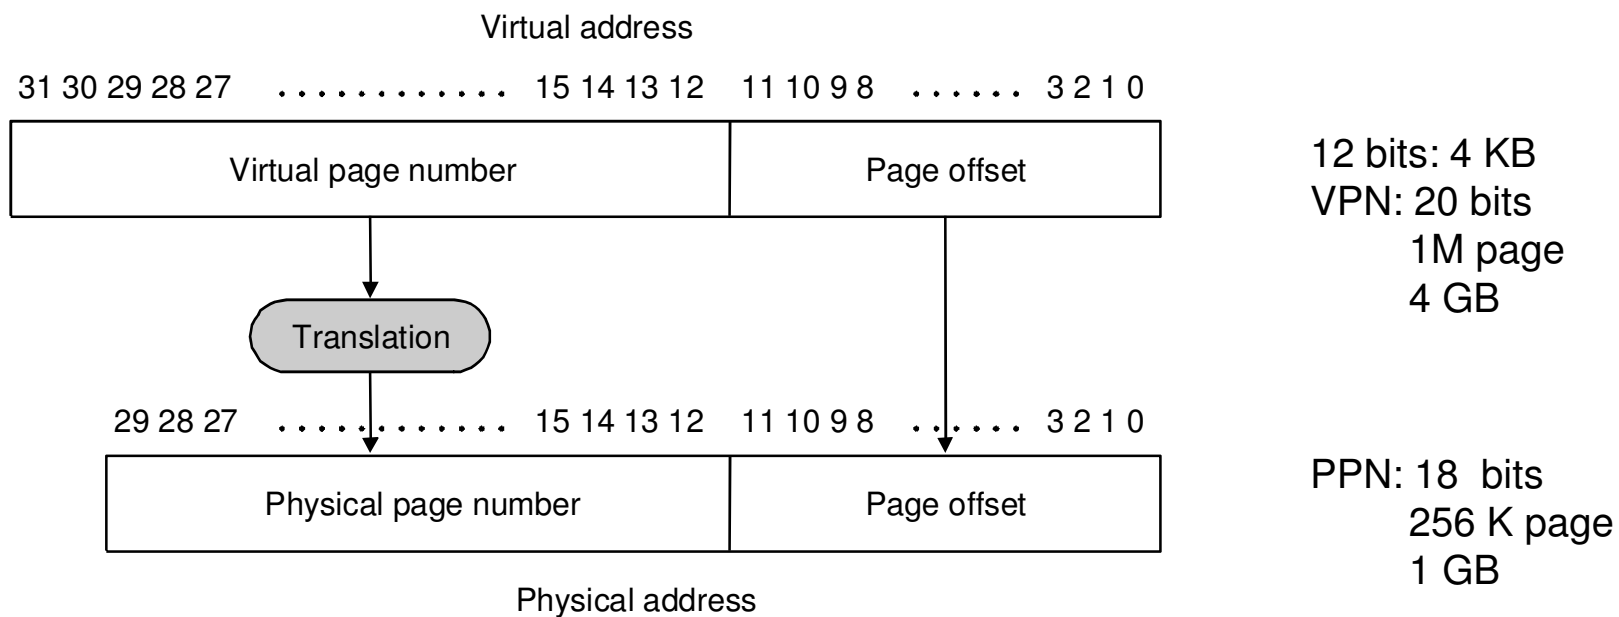 Virtual address
31 30 29 28 27 . . . . . . . . . . . . 15 14 13 12 11 10 9 8 . . . . . . 3 2 1 0
Virtual page number Page offset
12 bits: 4 KB
VPN: 20 bits
1M page
4 GB
Translation
29 28 27 . . . . . . . . . . . . 15 14 13 12 11 10 9 8 . . . . . . 3 2 1 0
Physical page number Page offset
PPN: 18 bits
256 K page
1 GB
Physical address